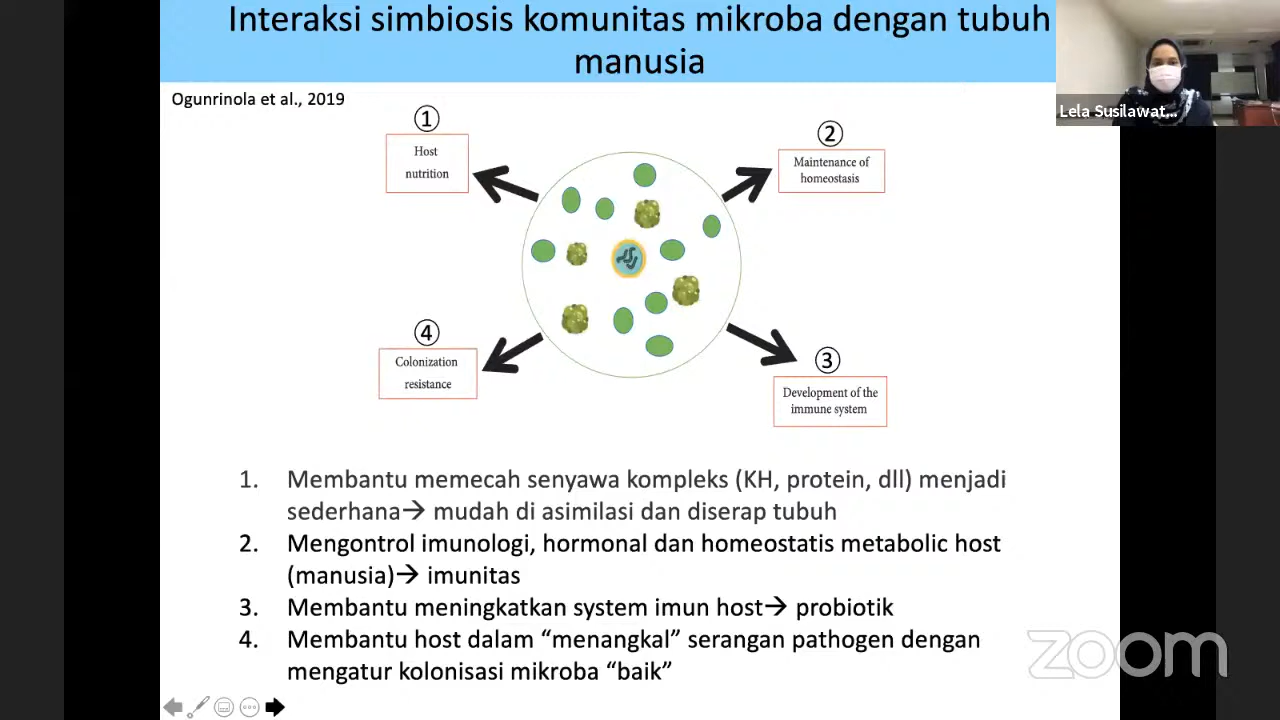 Interaksi simbiosis komunitas mikroba dengan tubuh
manusia
Lela Susilawat...
Ogunrinola et al., 2019
1
Host
nutrition
2
Maintenance of
homeostasis
4
Colonization
resistance
3
Development of the
immune system
1. Membantu memecah senyawa kompleks (KH, protein, dll) menjadi
sederhana→ mudah di asimilasi dan diserap tubuh
2. Mengontrol imunologi, hormonal dan homeostatis metabolic host
(manusia)→ imunitas
3. Membantu meningkatkan system imun host→ probiotik
4. Membantu host dalam “menangkal” serangan pathogen dengan
mengatur kolonisasi mikroba “baik”
zoom